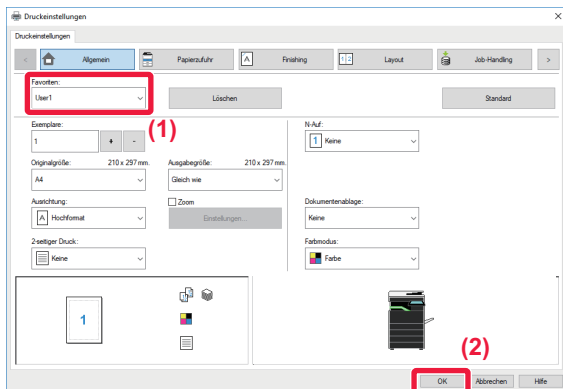 Druckeinstellungen
Druckeinstellungen
< Allgemein Papierzufuhr Finishing Layout Job-Handling >
Favoriten:
User1 Löschen Standard
(1)
Exemplare: N-Auf:
1 + - 1 Keine
Originalgröße: 210 x 297 mm. Ausgabegröße: 210 x 297 mm.
A4 Gleich wie
Ausrichtung: Zoom Dokumentenablage:
A Hochformat Einstellungen... Keine
2-seitiger Druck: Farbmodus:
Keine Farbe
1
(2)
OK Abbrechen Hilfe